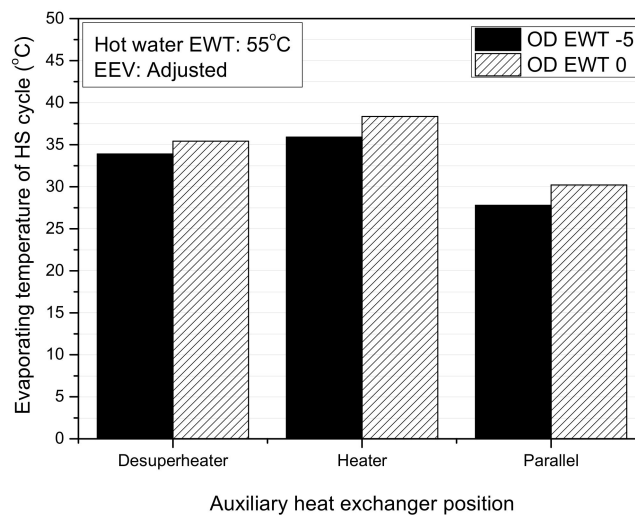 Hot water EWT: 55°C
EEV: Adjusted
OD EWT -5
OD EWT 0
Evaporating temperature of HS cycle (°C)
50
45
40
35
30
25
20
15
10
5
0
Desuperheater
Heater
Parallel
Auxiliary heat exchanger position